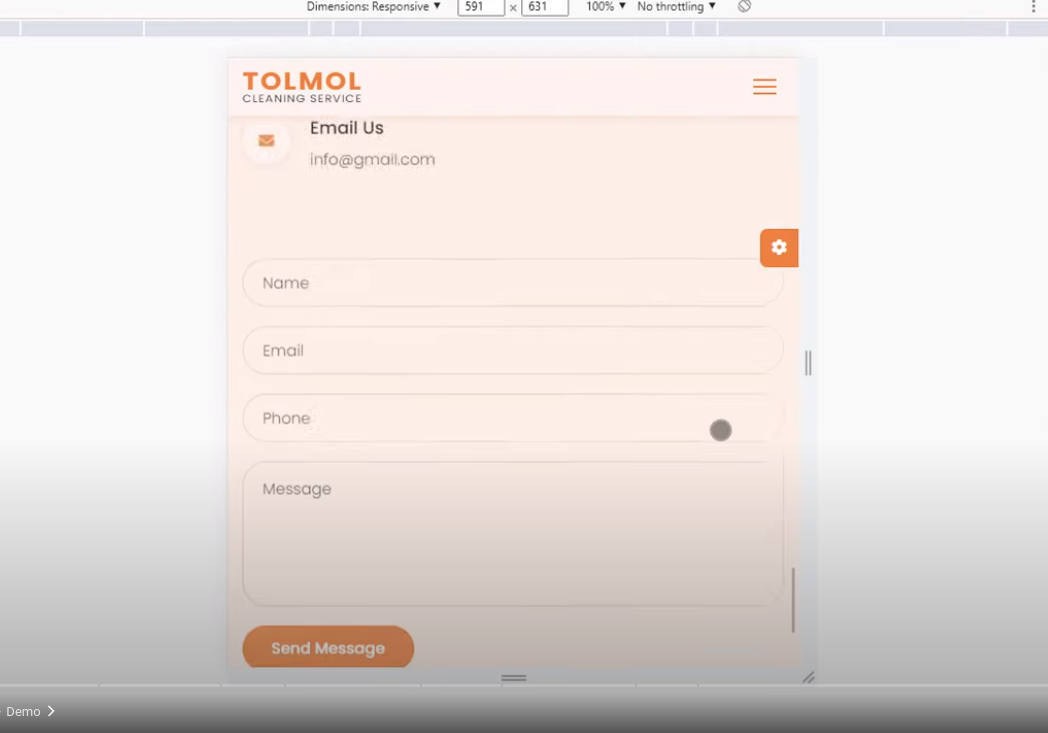 Dimensions: Responsive ▼ 591 × 631 100% ▼ No throttling ▼
TOLMOL
CLEANING SERVICE
Email Us
info@gmail.com
Name
Email
Phone
Message
Send Message
Demo